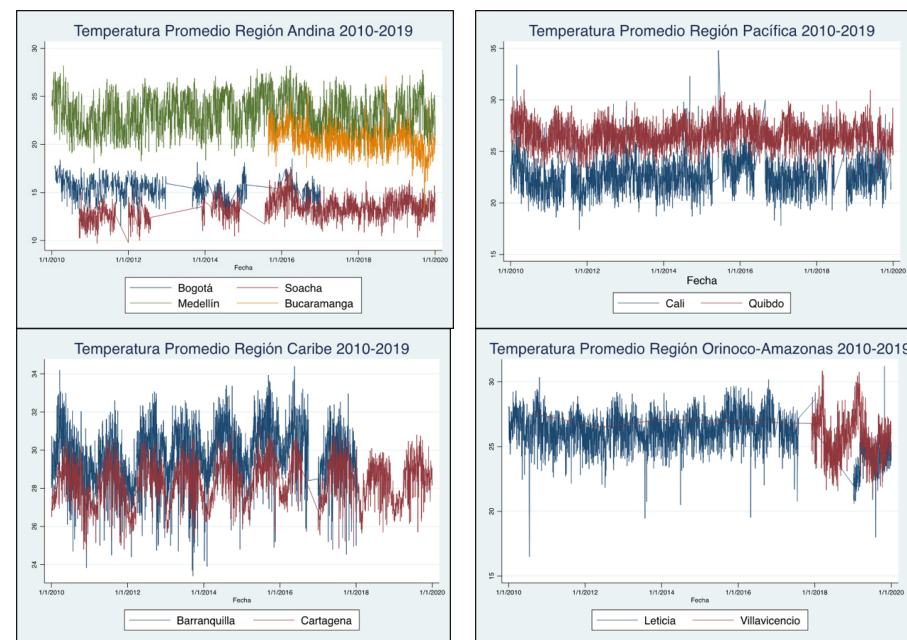 Temperatura Promedio Región Andina 2010-2019
30
25
20
15
10
1/1/2010 1/1/2012 1/1/2014 1/1/2016 1/1/2018 1/1/2020
Fecha
Bogotá Soacha
Medellín Bucaramanga
Temperatura Promedio Región Pacífica 2010-2019
35
30
25
20
15
1/1/2010 1/1/2012 1/1/2014 1/1/2016 1/1/2018 1/1/2020
Fecha
Cali Quibdo
Temperatura Promedio Región Caribe 2010-2019
34
32
30
28
26
24
1/1/2010 1/1/2012 1/1/2014 1/1/2016 1/1/2018 1/1/2020
Fecha
Barranquilla Cartagena
Temperatura Promedio Región Orinoco-Amazonas 2010-2019
30
25
20
15
1/1/2010 1/1/2012 1/1/2014 1/1/2016 1/1/2018 1/1/2020
Fecha
Leticia Villavicencio